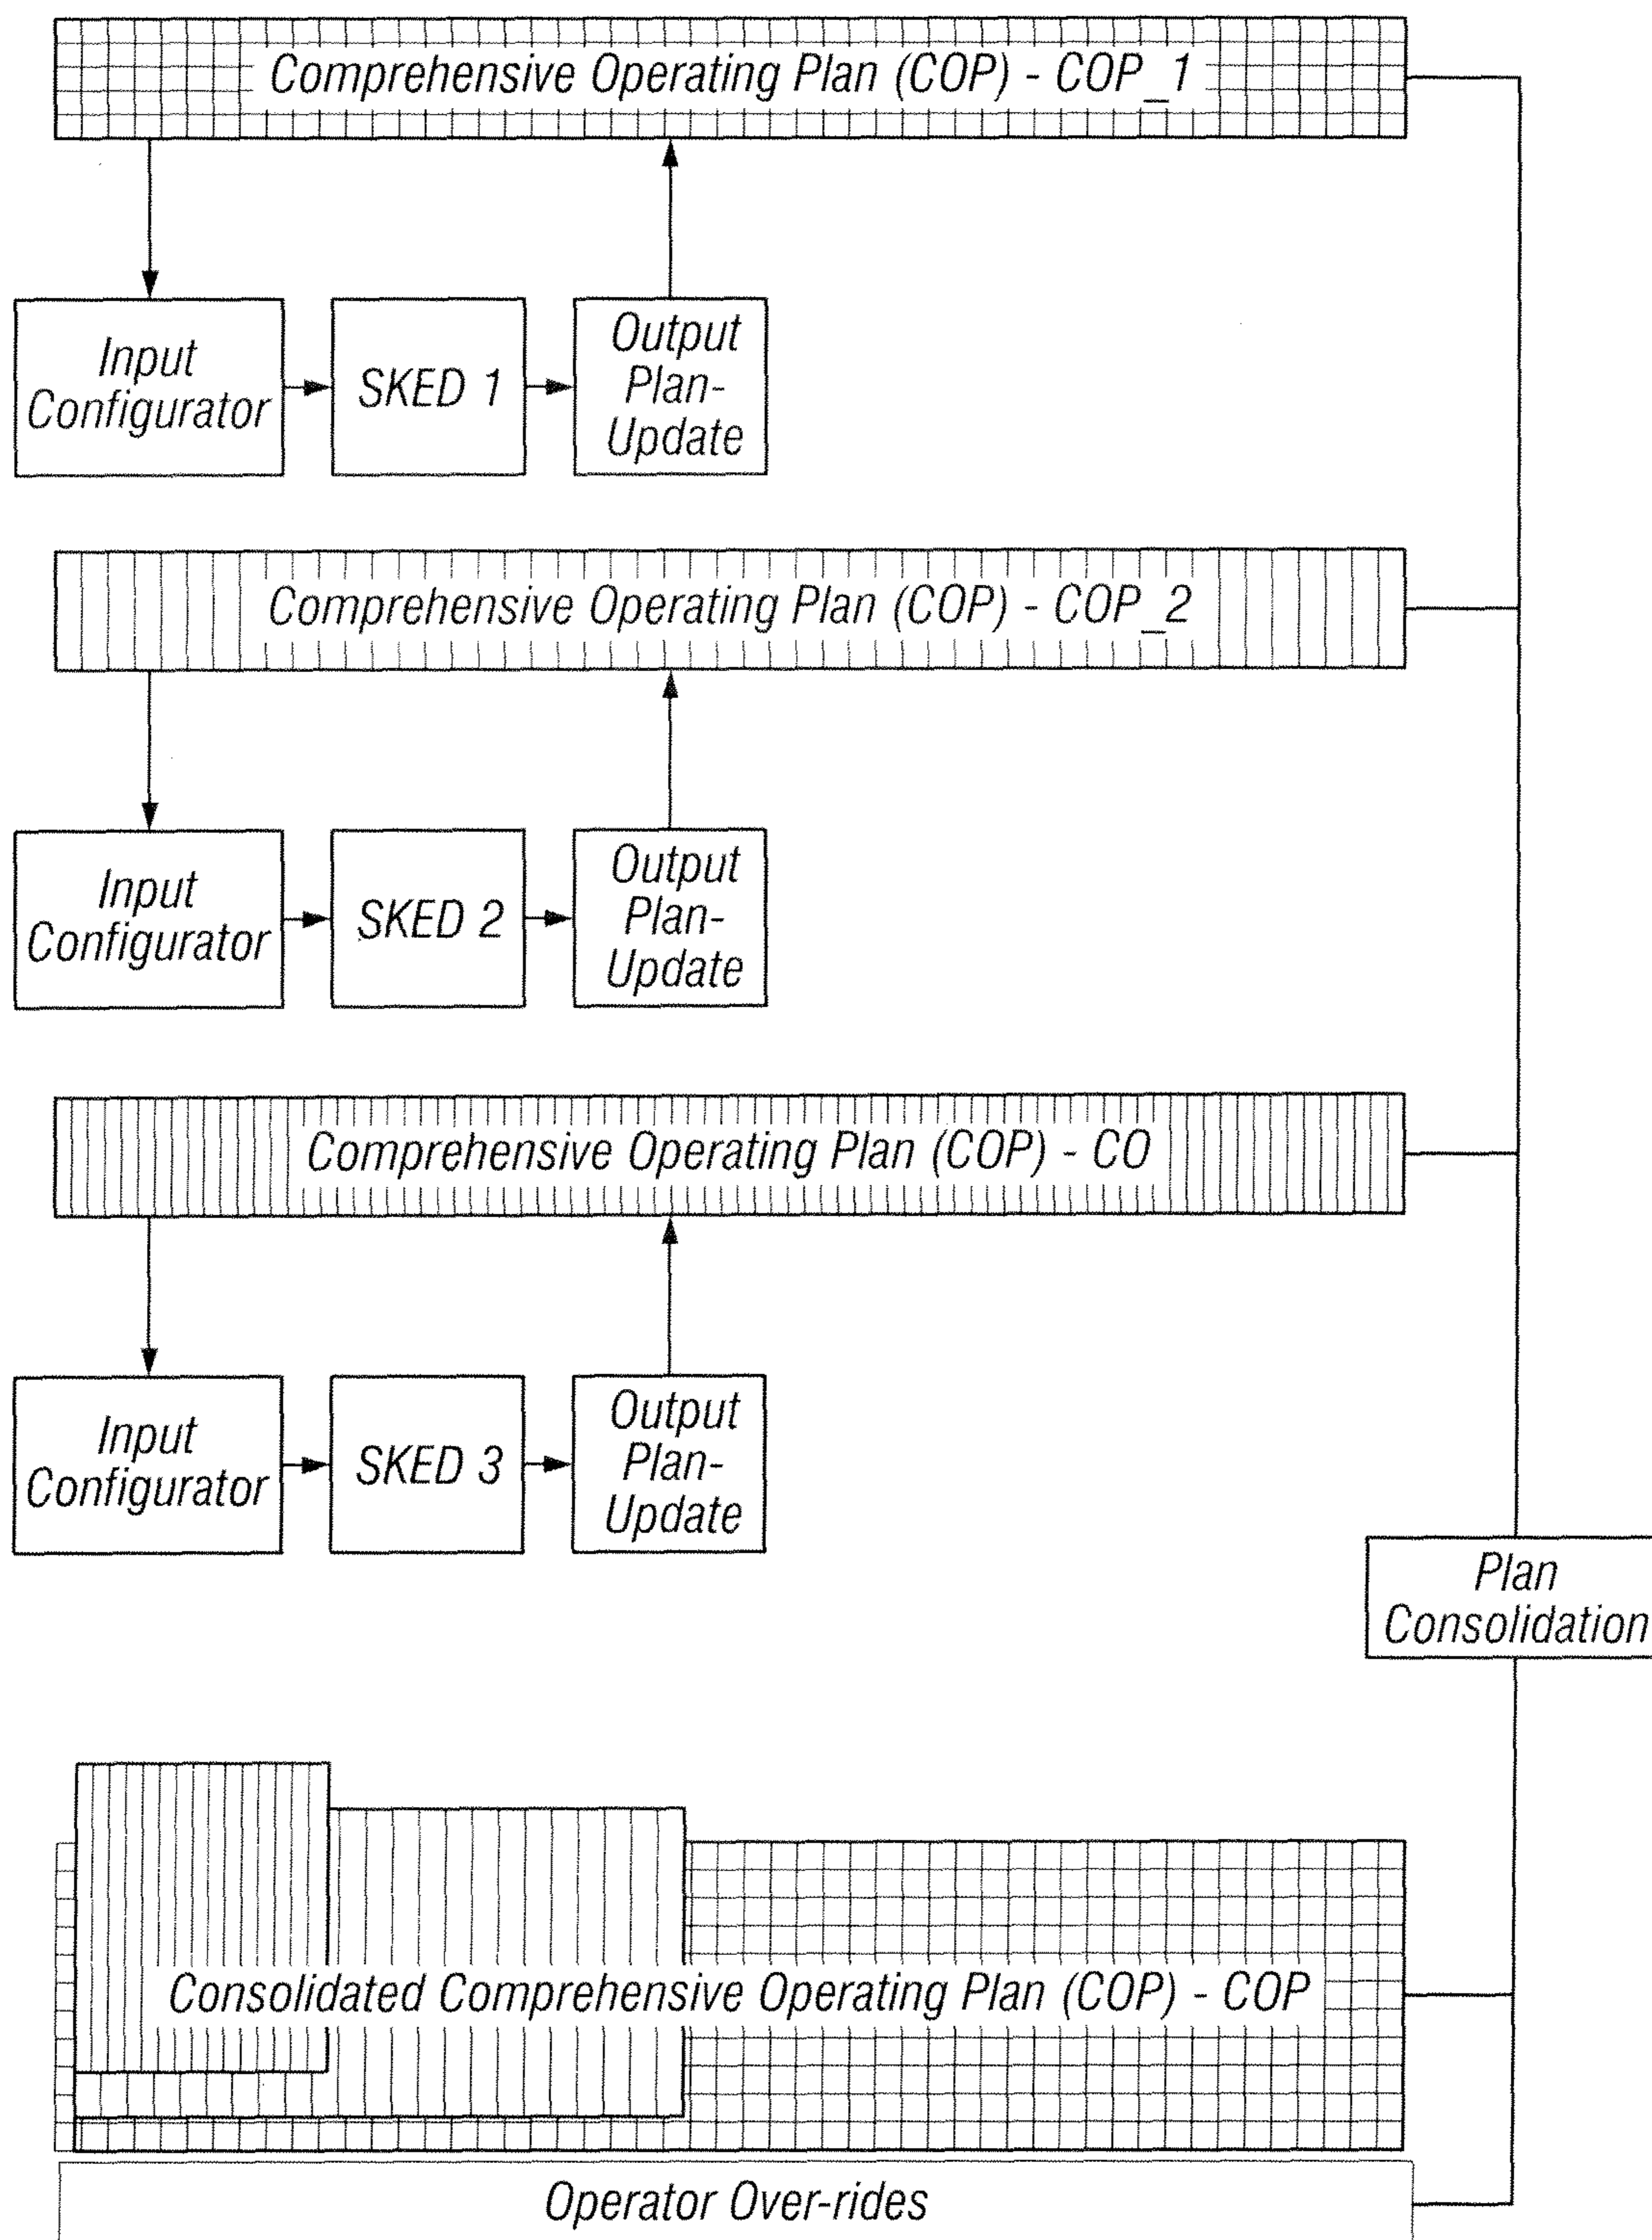 Comprehensive Operating Plan (COP) - COP_1
Input
Configurator
SKED 1
Output
Plan-
Update
Comprehensive Operating Plan (COP) - COP_2
Input
Configurator
SKED 2
Output
Plan-
Update
Comprehensive Operating Plan (COP) - CO
Input
Configurator
SKED 3
Output
Plan-
Update
Plan
Consolidation
Consolidated Comprehensive Operating Plan (COP) - COP
Operator Over-rides